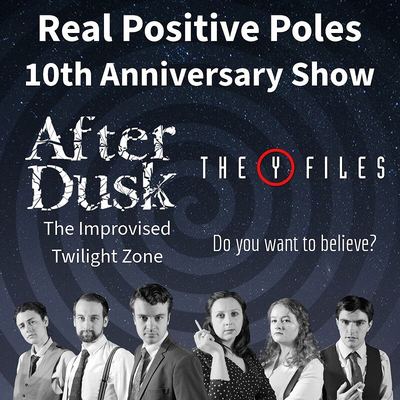 Real Positive Poles
10th Anniversary Show
After
Dusk
The Improvised
Twilight Zone
THE Y FILES
Do you want to believe?